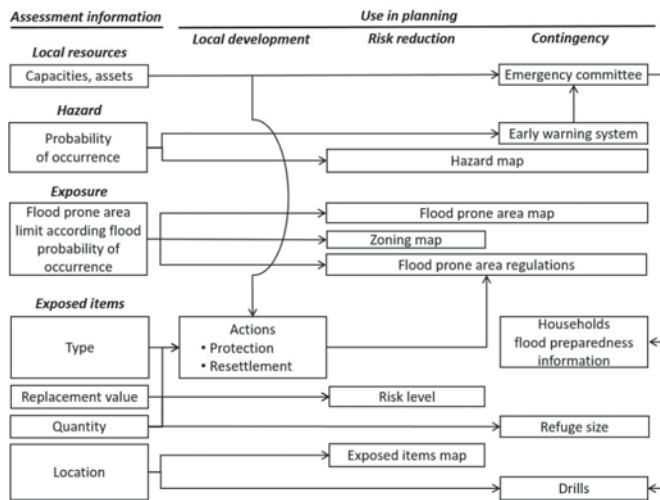 Assessment information
Use in planning
Local development
Risk reduction
Contingency
Local resources
Capacities, assets
Emergency committee
Hazard
Probability
of occurrence
Early warning system
Hazard map
Exposure
Flood prone area
limit according flood
probability of
occurrence
Flood prone area map
Zoning map
Flood prone area regulations
Exposed items
Type
Actions
• Protection
• Resettlement
Households
flood preparedness
information
Replacement value
Risk level
Quantity
Refuge size
Location
Exposed items map
Drills